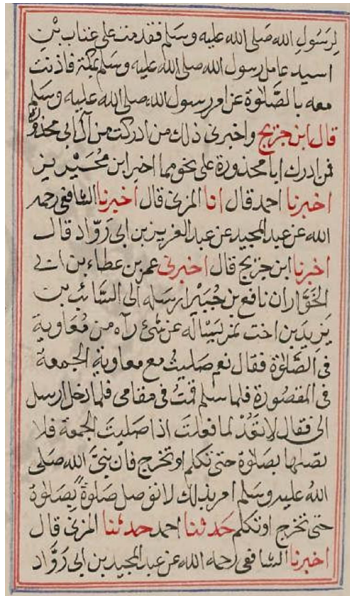 لرسول الله صلى الله عليه وسلم فقدمت على عتاب بن
اسيد عامل رسول الله صلى الله عليه وسلم بمكة فاذنت
معه بالصلوة عن امر رسول الله صلى الله عليه وسلم
قال ابن جريج واخبرني ذلك من ادركت من آل ابي محذورة
ممن ادرك ابا محذورة على نحو مما اخبر ابن محيريز
اخبرنا احمد قال انا المزني قال اخبرنا الشافعي رحمه
الله عن عبد المجيد عن عبد العزيز بن ابي رواد قال
اخبرنا ابن جريج قال اخبرني عمر بن عطاء بن ابي
الخوار ان نافع بن جبير ارسله الى السائب بن
يزيد بن اخت نمر يساله عن شيء رآه من معاوية
في الصلوة فقال نعم صليت مع معاوية الجمعة
في المقصورة فلما سلم قمت في مقامي فلما دخل ارسل
الي فقال لا تعد لما فعلت اذا صليت الجمعة فلا
تصلها بصلوة حتى تكلم او تخرج فان نبي الله صلى
الله عليه وسلم امر بذلك لا توصل صلوة بصلوة
حتى تخرج او تكلم حدثنا احمد حدثنا المزني قال
اخبرنا الشافعي رحمه الله عن عبد المجيد بن ابي رواد